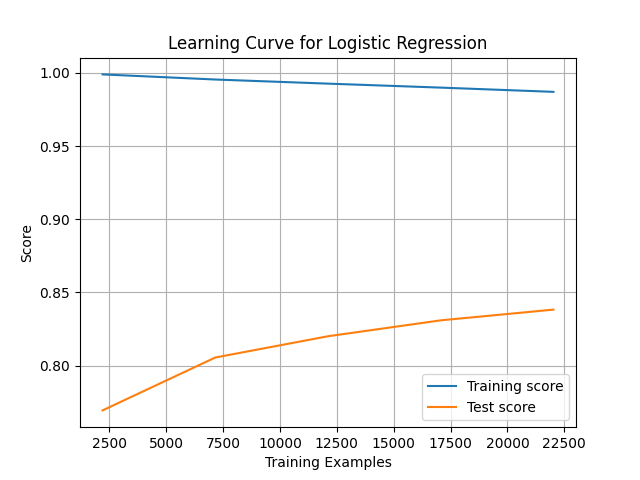 Learning Curve for Logistic Regression
1.00
0.95
0.90
0.85
0.80
Score
2500 5000 7500 10000 12500 15000 17500 20000 22500
Training Examples
Training score
Test score